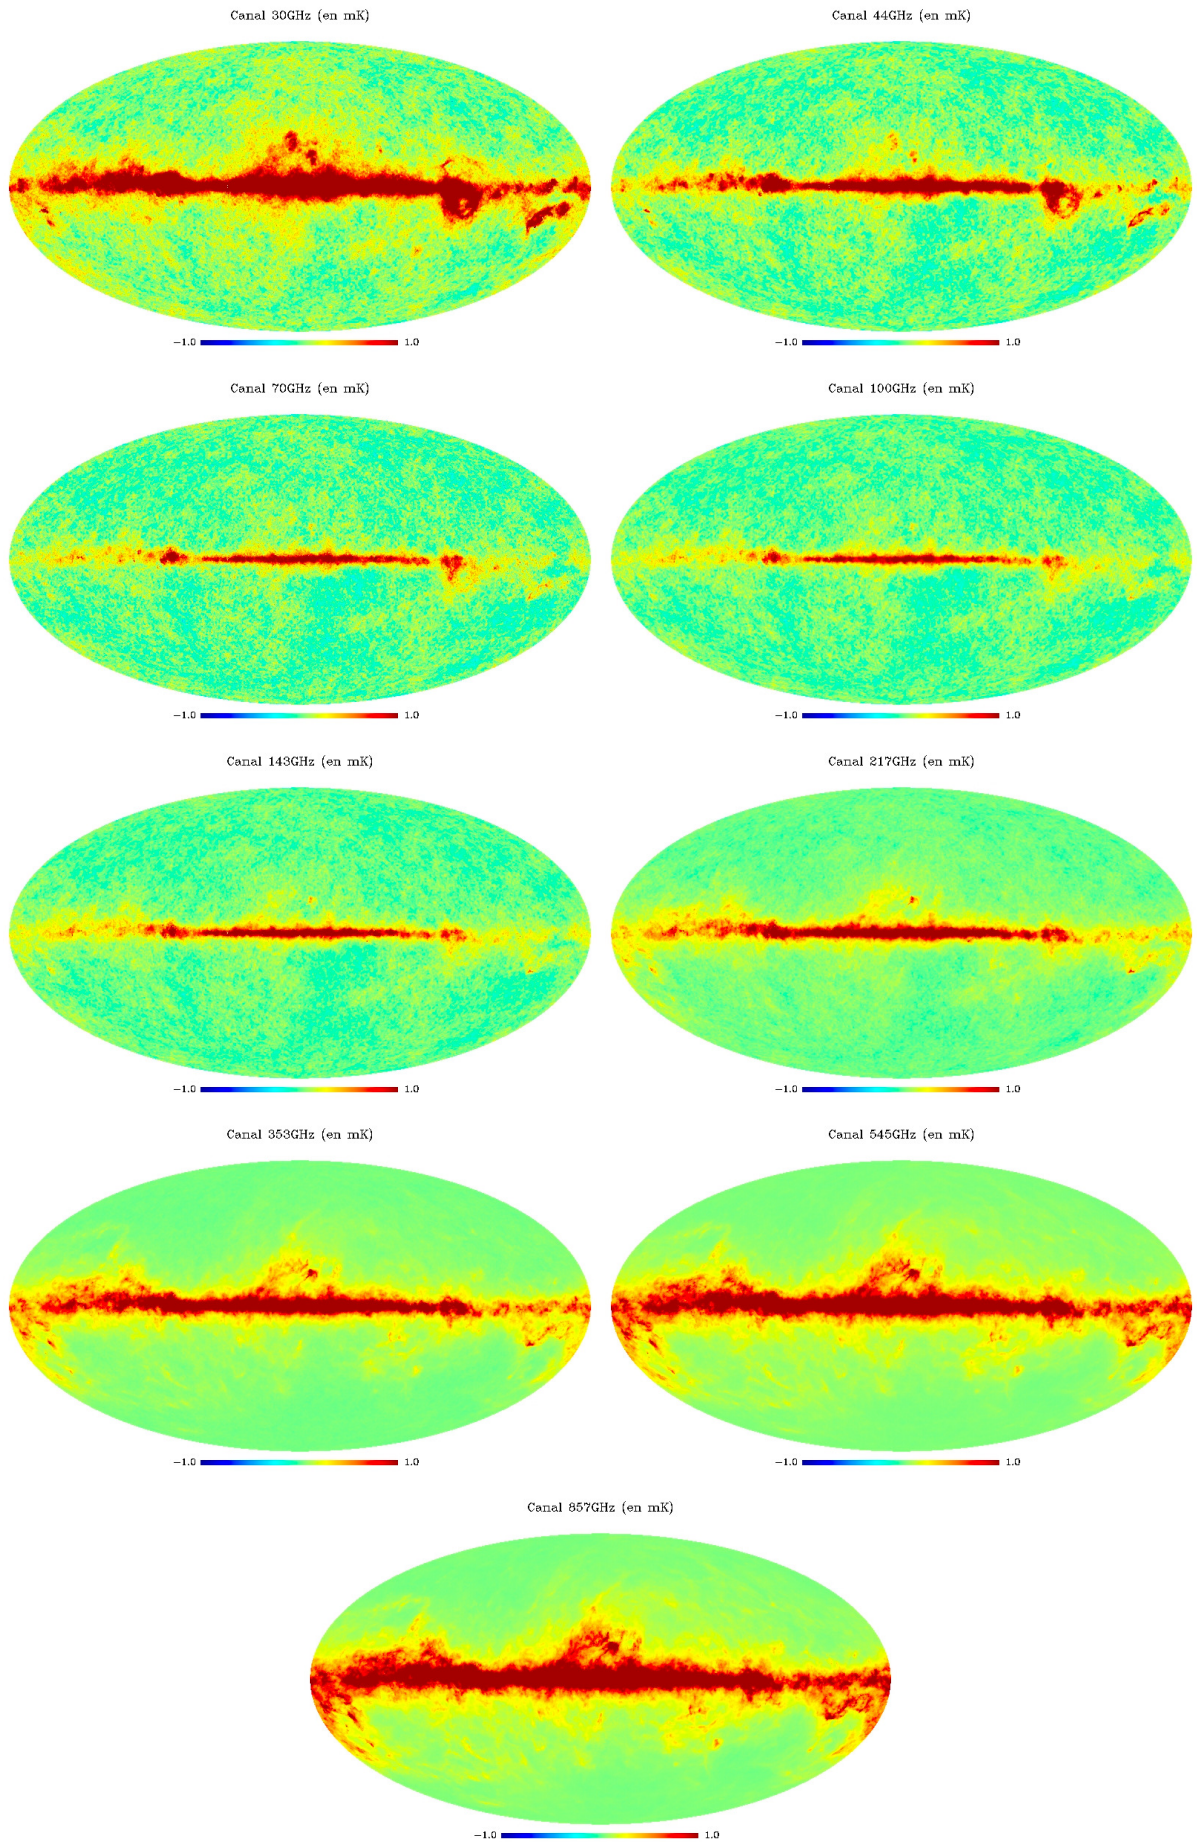 Canal 30GHz (en mK)
Canal 44GHz (en mK)
−1.0 1.0
−1.0 1.0
Canal 70GHz (en mK)
Canal 100GHz (en mK)
−1.0 1.0
−1.0 1.0
Canal 143GHz (en mK)
Canal 217GHz (en mK)
−1.0 1.0
−1.0 1.0
Canal 353GHz (en mK)
Canal 545GHz (en mK)
−1.0 1.0
−1.0 1.0
Canal 857GHz (en mK)
−1.0 1.0